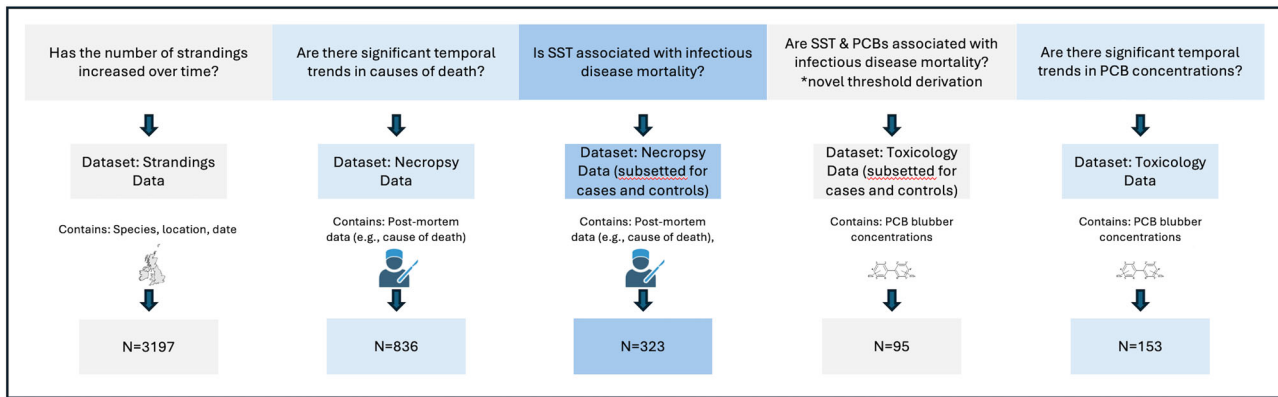 Has the number of strandings
increased over time?
Are there significant temporal
trends in causes of death?
Is SST associated with infectious
disease mortality?
Are SST & PCBs associated with
infectious disease mortality?
*novel threshold derivation
Are there significant temporal
trends in PCB concentrations?
Dataset: Strandings
Data
Dataset: Necropsy
Data
Dataset: Necropsy
Data (subsetted for
cases and controls)
Dataset: Toxicology
Data (subsetted for
cases and controls)
Dataset: Toxicology
Data
Contains: Species, location, date
Contains: Post-mortem
data (e.g., cause of death)
Contains: Post-mortem
data (e.g., cause of death),
Contains: PCB blubber
concentrations
Contains: PCB blubber
concentrations
N=3197
N=836
N=323
N=95
N=153